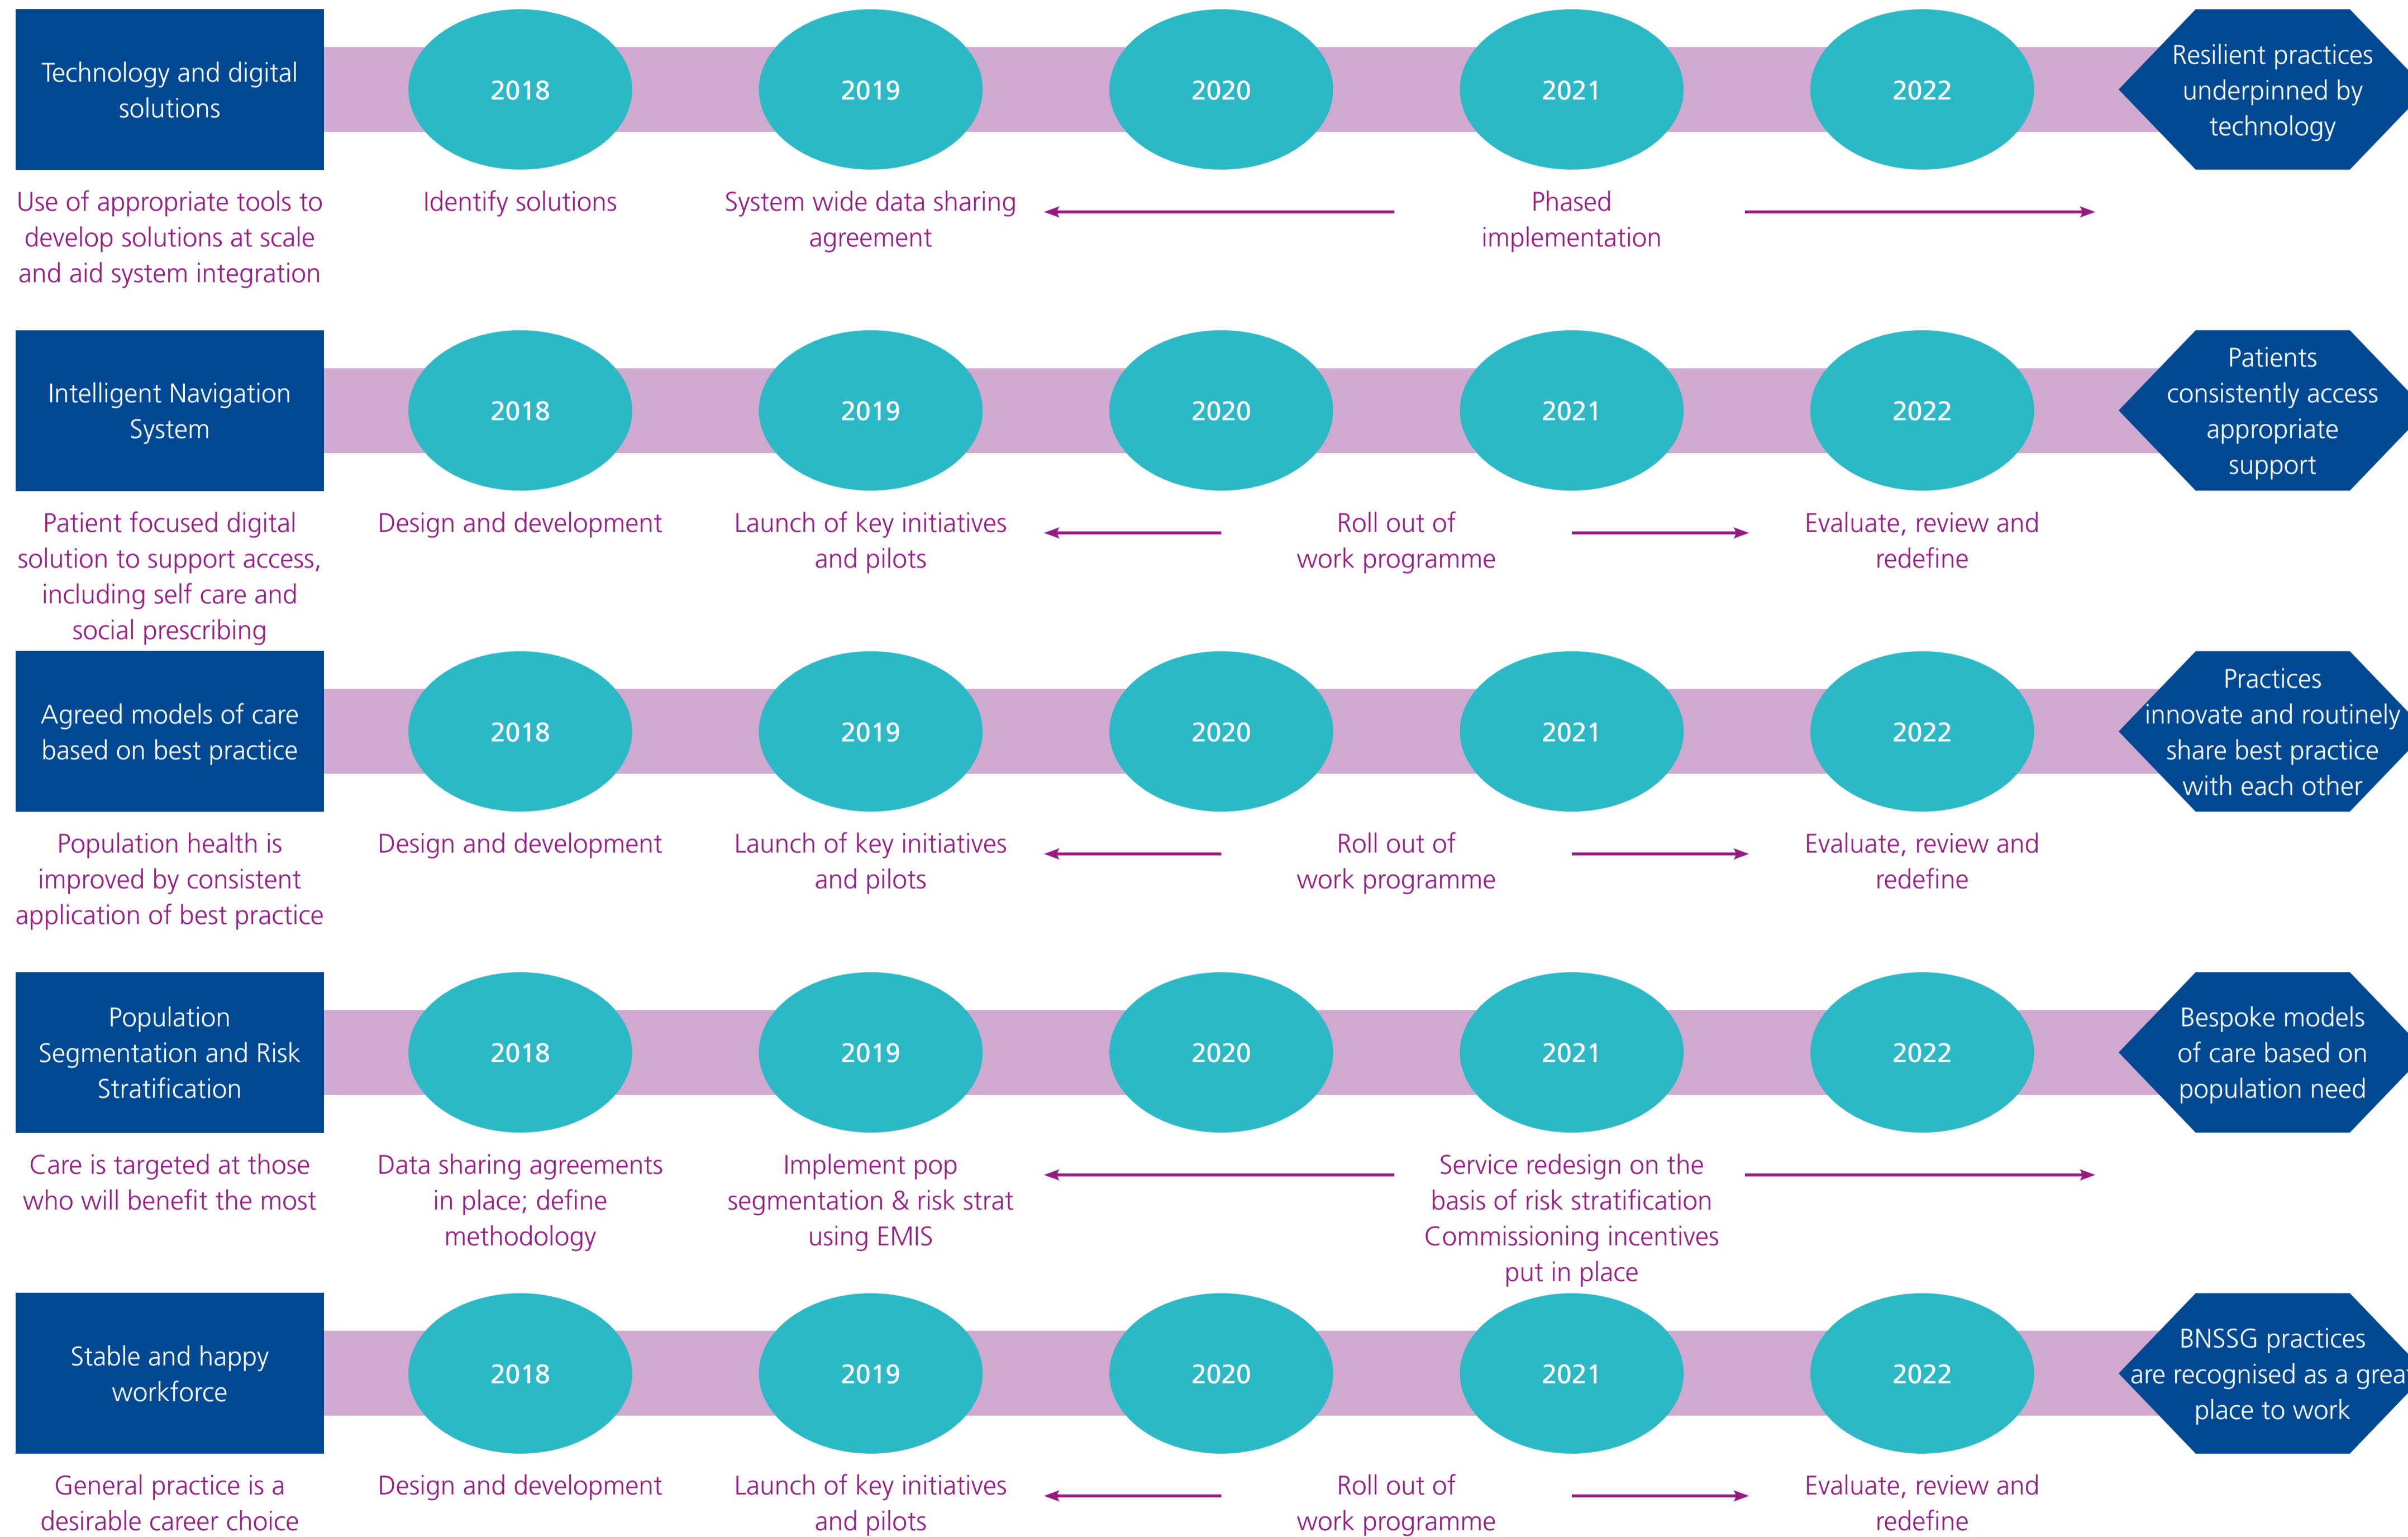 Technology and digital
solutions
2018
2019
2020
2021
2022
Resilient practices
underpinned by
technology
Use of appropriate tools to
develop solutions at scale
and aid system integration
Identify solutions
System wide data sharing
agreement
Phased
implementation
Intelligent Navigation
System
2018
2019
2020
2021
2022
Patients
consistently access
appropriate
support
Patient focused digital
solution to support access,
including self care and
social prescribing
Design and development
Launch of key initiatives
and pilots
Roll out of
work programme
Evaluate, review and
redefine
Agreed models of care
based on best practice
2018
2019
2020
2021
2022
Practices
innovate and routinely
share best practice
with each other
Population health is
improved by consistent
application of best practice
Design and development
Launch of key initiatives
and pilots
Roll out of
work programme
Evaluate, review and
redefine
Population
Segmentation and Risk
Stratification
2018
2019
2020
2021
2022
Bespoke models
of care based on
population need
Care is targeted at those
who will benefit the most
Data sharing agreements
in place; define
methodology
Implement pop
segmentation & risk strat
using EMIS
Service redesign on the
basis of risk stratification
Commissioning incentives
put in place
Stable and happy
workforce
2018
2019
2020
2021
2022
BNSSG practices
are recognised as a great
place to work
General practice is a
desirable career choice
Design and development
Launch of key initiatives
and pilots
Roll out of
work programme
Evaluate, review and
redefine